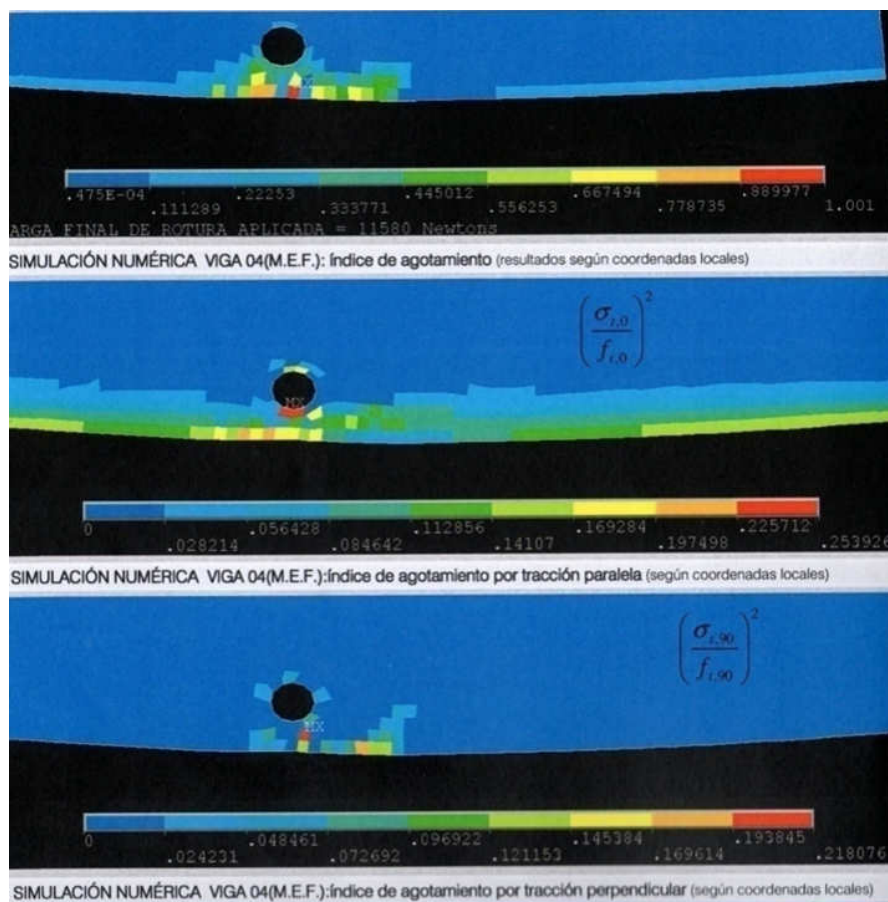 .475E-04 .22253 .445012 .667494 .889977
.111289 .333771 .556253 .778735 1.001
ARGA FINAL DE ROTURA APLICADA = 11580 Newtons
SIMULACIÓN NUMÉRICA VIGA 04(M.E.F.): índice de agotamiento (resultados según coordenadas locales)
(σt,0 / ft,0)²
MX
0 .056428 .112856 .169284 .225712
.028214 .084642 .14107 .197498 .253926
SIMULACIÓN NUMÉRICA VIGA 04(M.E.F.):índice de agotamiento por tracción paralela (según coordenadas locales)
(σt,90 / ft,90)²
MX
0 .048461 .096922 .145384 .193845
.024231 .072692 .121153 .169614 .218076
SIMULACIÓN NUMÉRICA VIGA 04(M.E.F.):índice de agotamiento por tracción perpendicular (según coordenadas locales)